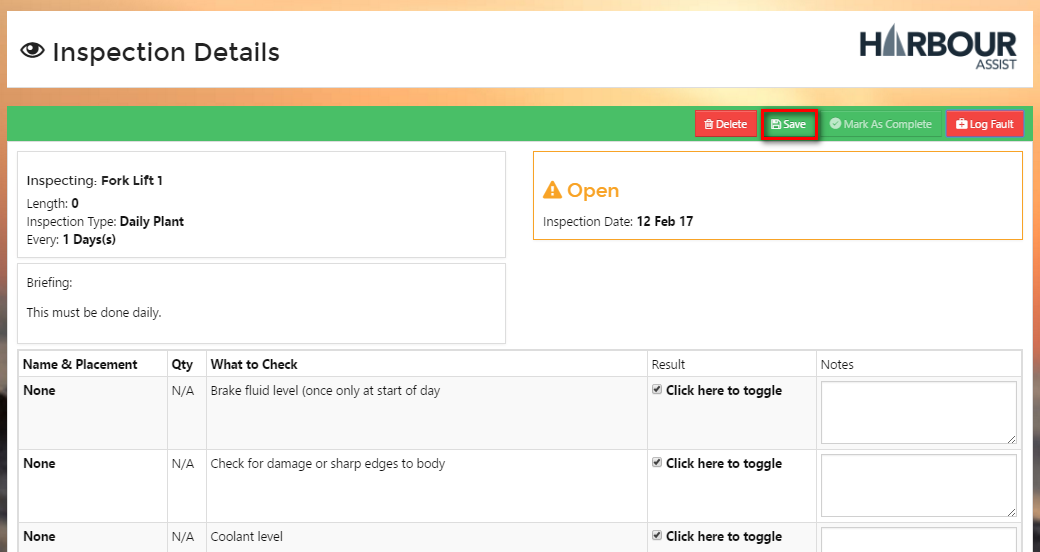 Inspection Details
HARBOUR
ASSIST
Delete Save Mark As Complete Log Fault
Inspecting: Fork Lift 1
Length: 0
Inspection Type: Daily Plant
Every: 1 Days(s)
Open
Inspection Date: 12 Feb 17
Briefing:
This must be done daily.
Name & Placement Qty What to Check Result Notes
None N/A Brake fluid level (once only at start of day Click here to toggle
None N/A Check for damage or sharp edges to body Click here to toggle
None N/A Coolant level Click here to toggle